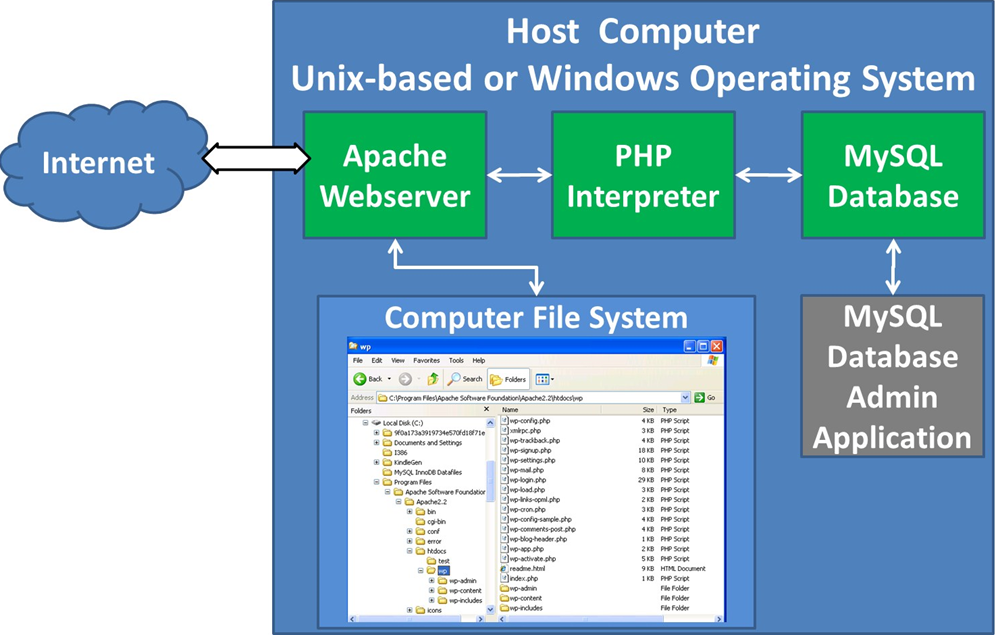 Host  Computer
Unix-based or Windows Operating System
Internet
Apache
Webserver
PHP
Interpreter
MySQL
Database
Computer File System
MySQL
Database
Admin
Application
wp
File Edit View Favorites Tools Help
Back Search Folders
Address C:\Program Files\Apache Software Foundation\Apache2.2\htdocs\wp Go
Folders
Local Disk (C:)
9f0a173a3919734e570fd18f71e
Documents and Settings
I386
KindleGen
MySQL InnoDB Datafiles
Program Files
Apache Software Foundation
Apache2.2
bin
cgi-bin
conf
error
htdocs
test
wp
wp-admin
wp-content
wp-includes
icons
Name Size Type
wp-config.php 4 KB PHP Script
xmlrpc.php 3 KB PHP Script
wp-trackback.php 4 KB PHP Script
wp-signup.php 18 KB PHP Script
wp-settings.php 10 KB PHP Script
wp-mail.php 8 KB PHP Script
wp-login.php 29 KB PHP Script
wp-load.php 3 KB PHP Script
wp-links-opml.php 2 KB PHP Script
wp-cron.php 3 KB PHP Script
wp-config-sample.php 4 KB PHP Script
wp-comments-post.php 4 KB PHP Script
wp-blog-header.php 1 KB PHP Script
wp-app.php 2 KB PHP Script
wp-activate.php 5 KB PHP Script
readme.html 9 KB HTML Document
index.php 1 KB PHP Script
wp-admin File Folder
wp-content File Folder
wp-includes File Folder